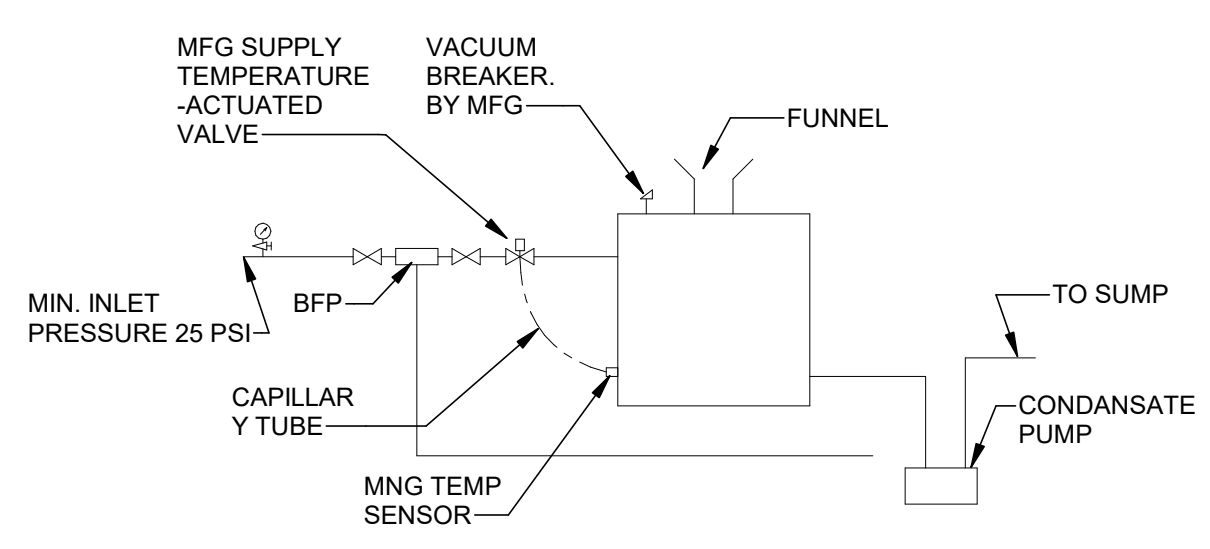 MFG SUPPLY
TEMPERATURE
-ACTUATED
VALVE
VACUUM
BREAKER.
BY MFG
FUNNEL
MIN. INLET
PRESSURE 25 PSI
BFP
TO SUMP
CAPILLAR
Y TUBE
CONDANSATE
PUMP
MNG TEMP
SENSOR